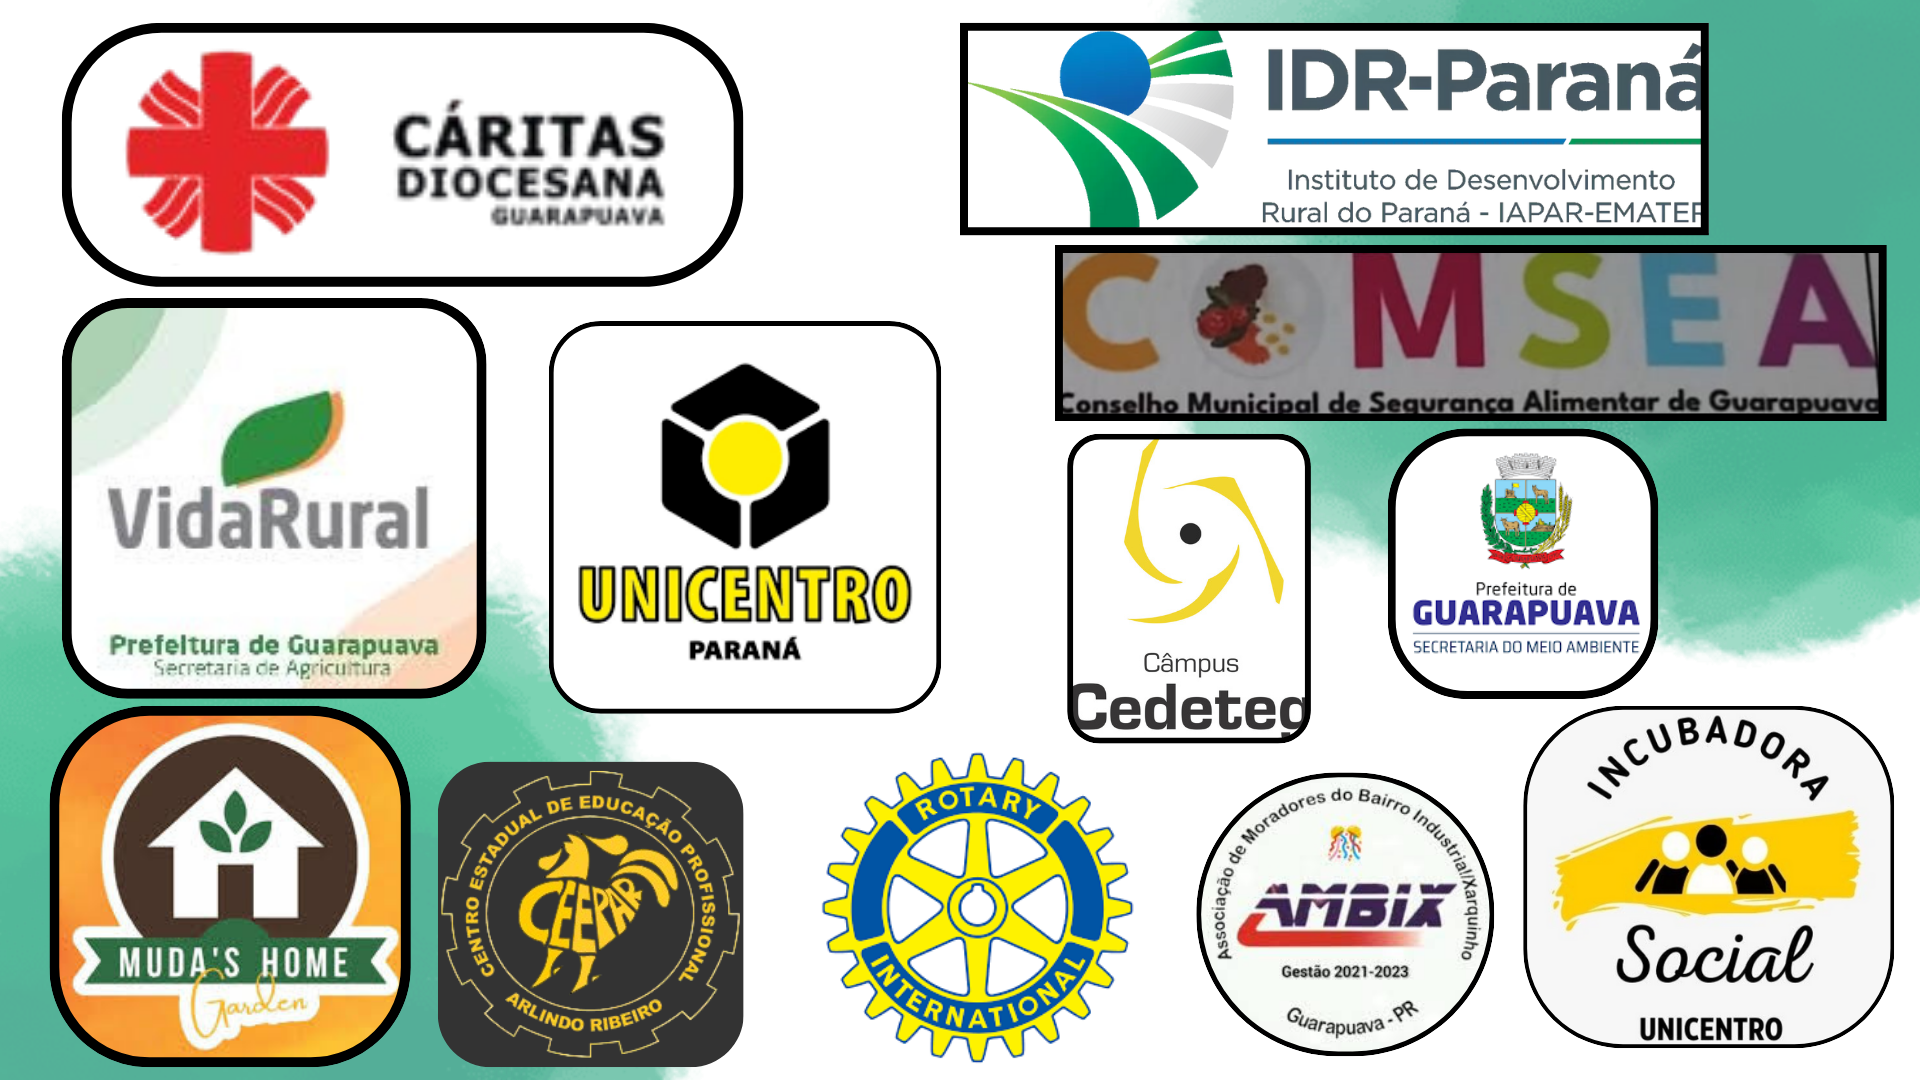 CÁRITAS
DIOCESANA
GUARAPUAVA
IDR-Paraná
Instituto de Desenvolvimento
Rural do Paraná - IAPAR-EMATER
COMSEA
Conselho Municipal de Segurança Alimentar de Guarapuava
VidaRural
Prefeitura de Guarapuava
Secretaria de Agricultura
UNICENTRO
PARANÁ
Câmpus
Cedeteg
Prefeitura de
GUARAPUAVA
SECRETARIA DO MEIO AMBIENTE
MUDA'S HOME
Garden
CENTRO ESTADUAL DE EDUCAÇÃO PROFISSIONAL
CEEPAR
ARLINDO RIBEIRO
ROTARY
INTERNATIONAL
Associação de Moradores do Bairro Industrial/Xarquinho
AMBIX
Gestão 2021-2023
Guarapuava - PR
INCUBADORA
Social
UNICENTRO